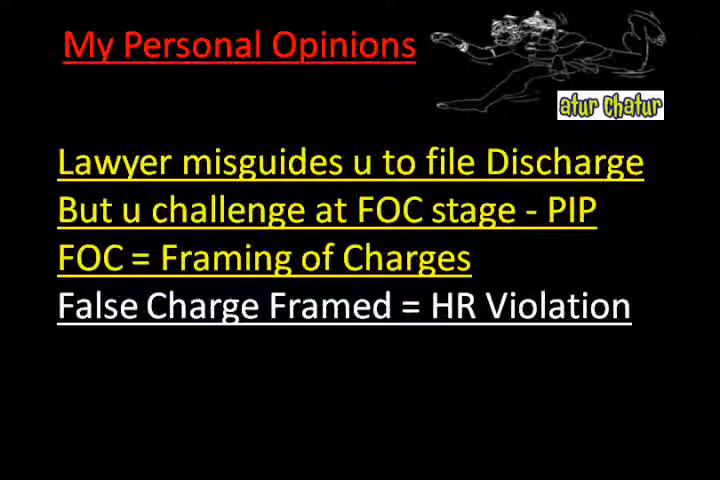 My Personal Opinions
atur chatur
Lawyer misguides u to file Discharge
But u challenge at FOC stage - PIP
FOC = Framing of Charges
False Charge Framed = HR Violation